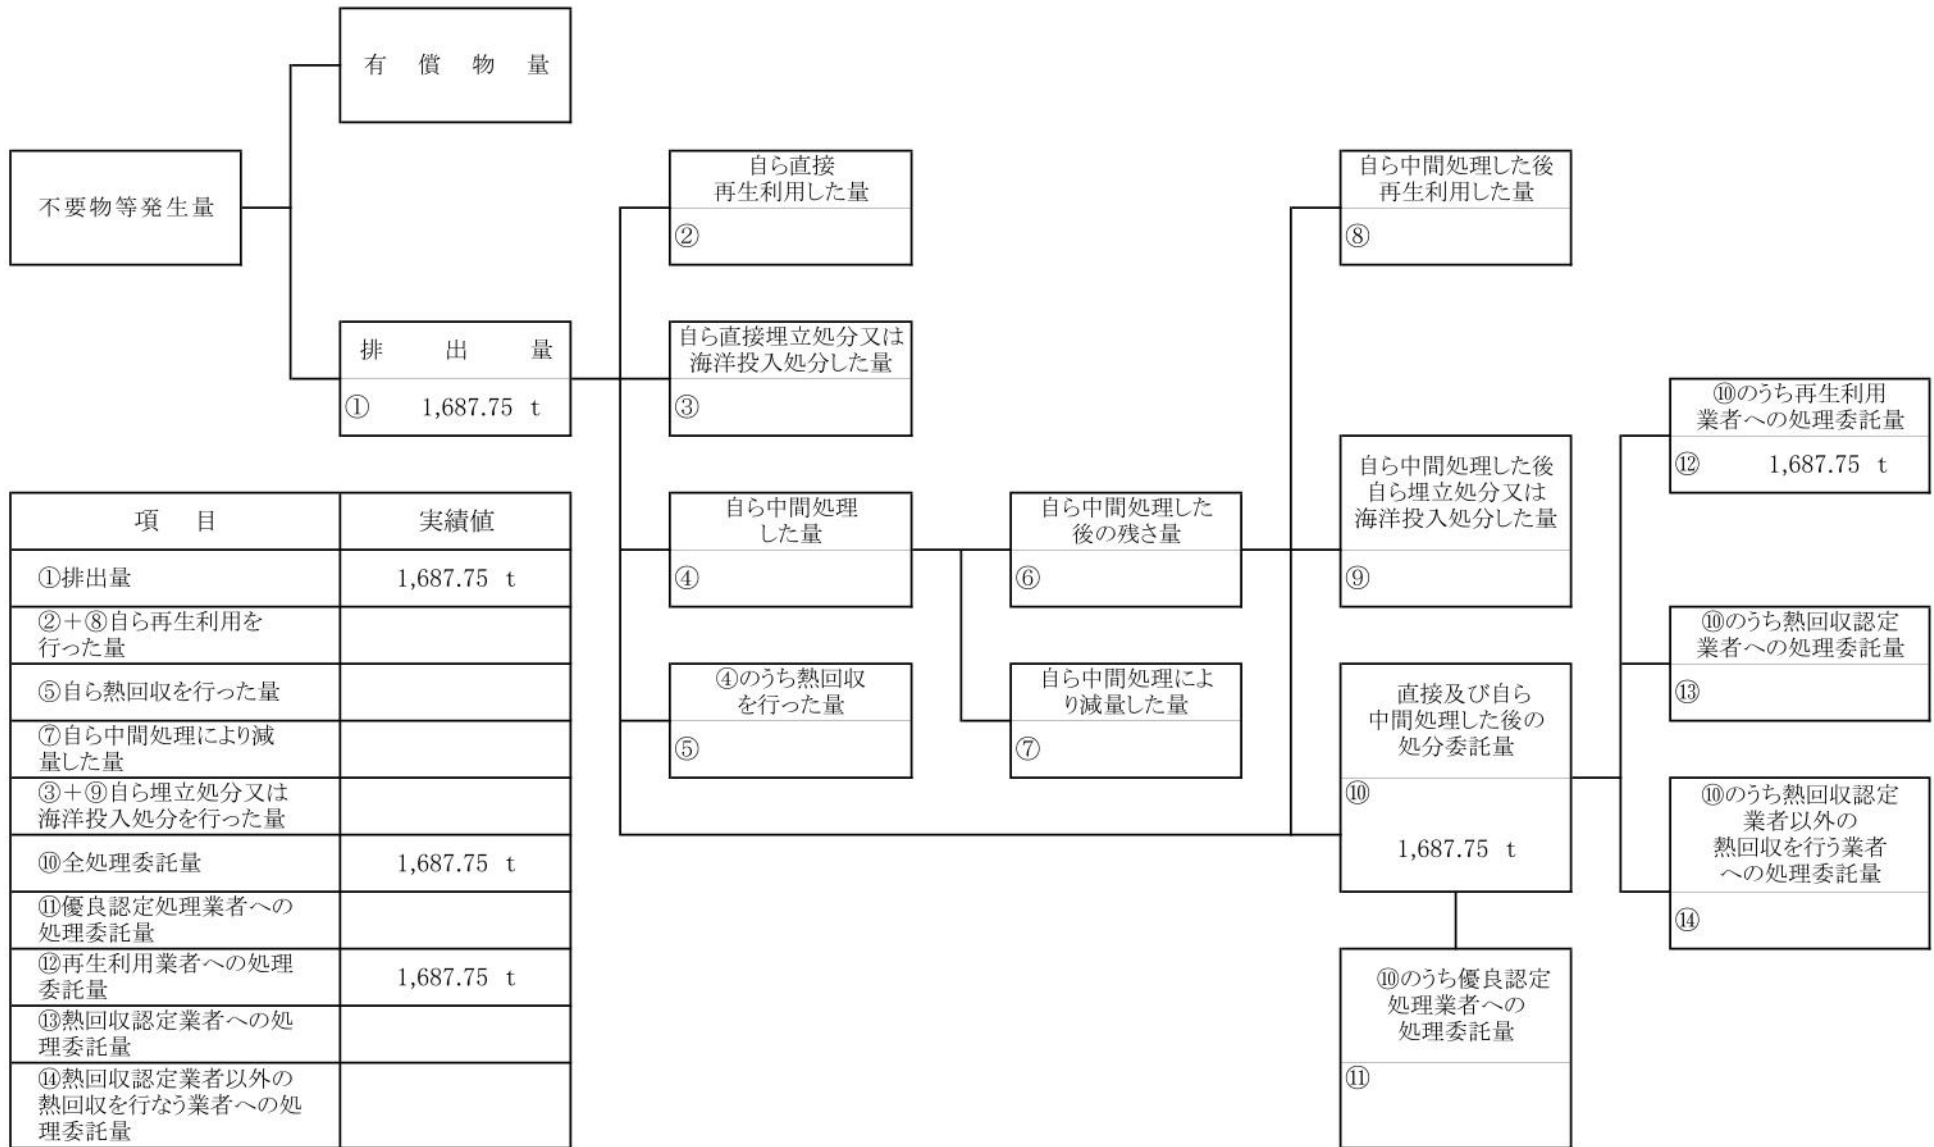 有 償 物 量
不要物等発生量
排 出 量
① 1,687.75 t
自ら直接
再生利用した量
②
自ら直接埋立処分又は
海洋投入処分した量
③
自ら中間処理
した量
④
④のうち熱回収
を行った量
⑤
自ら中間処理した
後の残さ量
⑥
自ら中間処理によ
り減量した量
⑦
自ら中間処理した後
再生利用した量
⑧
自ら中間処理した後
自ら埋立処分又は
海洋投入処分した量
⑨
直接及び自ら
中間処理した後の
処分委託量
⑩
1,687.75 t
⑩のうち優良認定
処理業者への
処理委託量
⑪
⑩のうち再生利用
業者への処理委託量
⑫ 1,687.75 t
⑩のうち熱回収認定
業者への処理委託量
⑬
⑩のうち熱回収認定
業者以外の
熱回収を行う業者
への処理委託量
⑭
項 目 実績値
①排出量 1,687.75 t
②＋⑧自ら再生利用を
行った量
⑤自ら熱回収を行った量
⑦自ら中間処理により減
量した量
③＋⑨自ら埋立処分又は
海洋投入処分を行った量
⑩全処理委託量 1,687.75 t
⑪優良認定処理業者への
処理委託量
⑫再生利用業者への処理
委託量 1,687.75 t
⑬熱回収認定業者への処
理委託量
⑭熱回収認定業者以外の
熱回収を行なう業者への処
理委託量